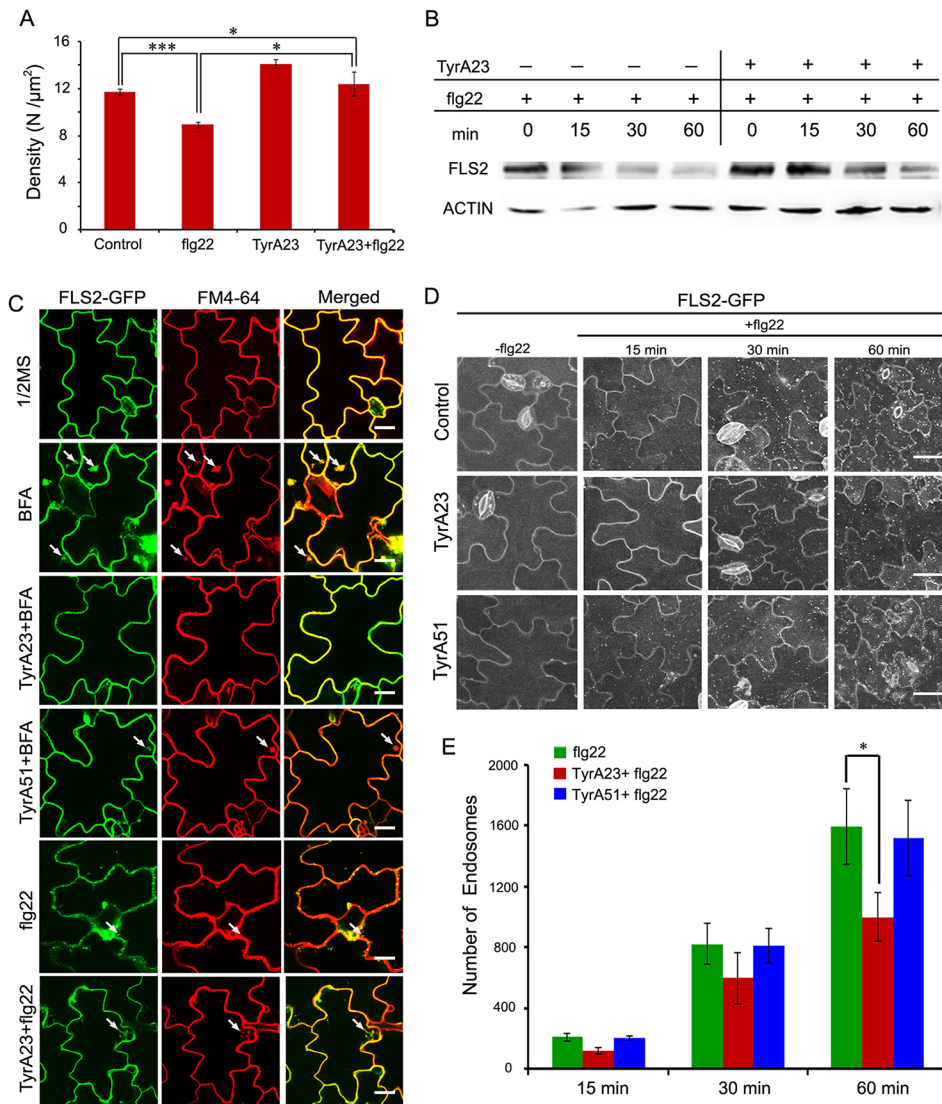 A
Density (N /μm²)
16
12
8
4
0
*
***
*
Control flg22 TyrA23 TyrA23+flg22
B
TyrA23 − − − − + + + +
flg22 + + + + + + + +
min 0 15 30 60 0 15 30 60
FLS2
ACTIN
C
FLS2-GFP FM4-64 Merged
1/2MS
BFA
TyrA23+BFA
TyrA51+BFA
flg22
TyrA23+flg22
D
FLS2-GFP
+flg22
-flg22 15 min 30 min 60 min
Control
TyrA23
TyrA51
E
flg22
TyrA23+ flg22
TyrA51+ flg22
*
Number of Endosomes
2000
1600
1200
800
400
0
15 min 30 min 60 min